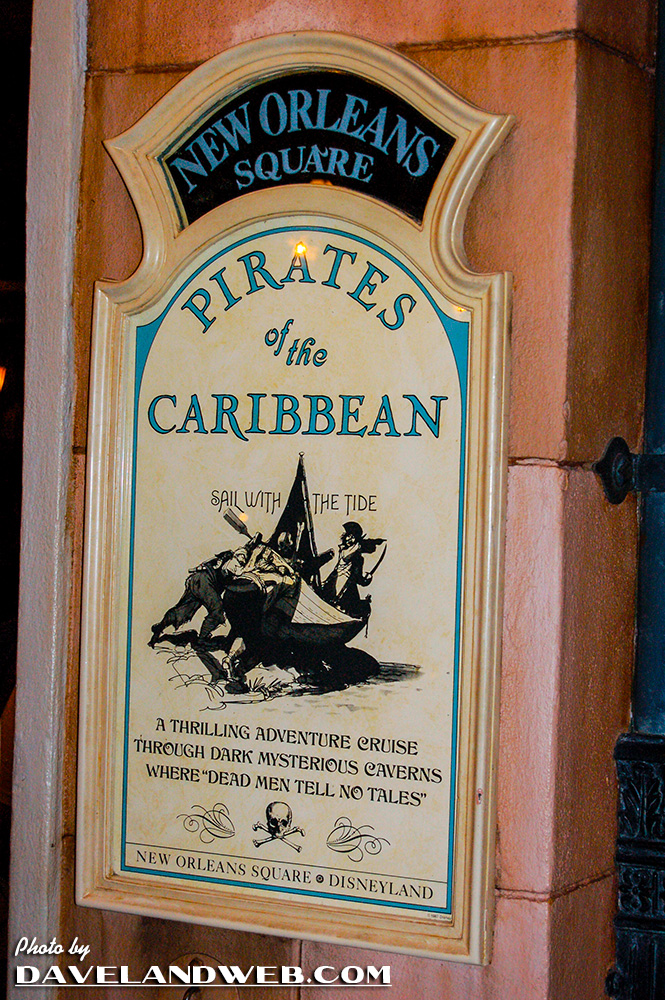 NEW ORLEANS
SQUARE
PIRATES
of the
CARIBBEAN
SAIL WITH THE TIDE
A THRILLING ADVENTURE CRUISE
THROUGH DARK MYSTERIOUS CAVERNS
WHERE "DEAD MEN TELL NO TALES"
NEW ORLEANS SQUARE DISNEYLAND
Photo by
DAVELANDWEB.COM